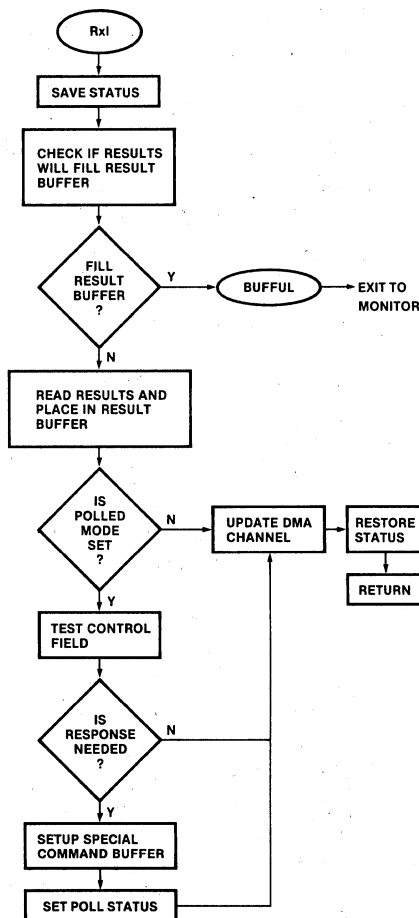 RxI
SAVE STATUS
CHECK IF RESULTS
WILL FILL RESULT
BUFFER
FILL
RESULT
BUFFER
?
Y
BUFFUL
EXIT TO
MONITOR
N
READ RESULTS AND
PLACE IN RESULT
BUFFER
IS
POLLED
MODE
SET
?
N
UPDATE DMA
CHANNEL
RESTORE
STATUS
RETURN
Y
TEST CONTROL
FIELD
IS
RESPONSE
NEEDED
?
N
Y
SETUP SPECIAL
COMMAND BUFFER
SET POLL STATUS